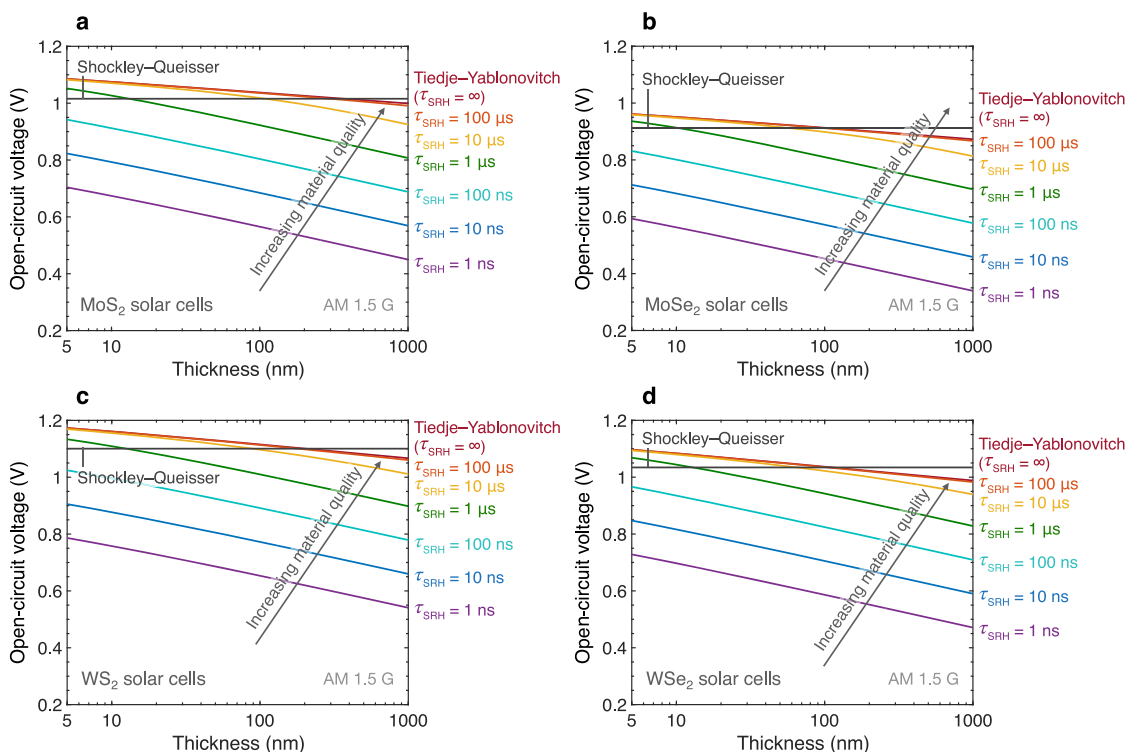 a
Open-circuit voltage (V)
1.2
1
0.8
0.6
0.4
0.2
Shockley–Queisser
Increasing material quality
MoS2 solar cells
AM 1.5 G
5
10
100
1000
Thickness (nm)
Tiedje–Yablonovitch
(τSRH = ∞)
τSRH = 100 µs
τSRH = 10 µs
τSRH = 1 µs
τSRH = 100 ns
τSRH = 10 ns
τSRH = 1 ns
b
Open-circuit voltage (V)
1.2
1
0.8
0.6
0.4
0.2
Shockley–Queisser
Increasing material quality
MoSe2 solar cells
AM 1.5 G
5
10
100
1000
Thickness (nm)
Tiedje–Yablonovitch
(τSRH = ∞)
τSRH = 100 µs
τSRH = 10 µs
τSRH = 1 µs
τSRH = 100 ns
τSRH = 10 ns
τSRH = 1 ns
c
Open-circuit voltage (V)
1.2
1
0.8
0.6
0.4
0.2
Shockley–Queisser
Increasing material quality
WS2 solar cells
AM 1.5 G
5
10
100
1000
Thickness (nm)
Tiedje–Yablonovitch
(τSRH = ∞)
τSRH = 100 µs
τSRH = 10 µs
τSRH = 1 µs
τSRH = 100 ns
τSRH = 10 ns
τSRH = 1 ns
d
Open-circuit voltage (V)
1.2
1
0.8
0.6
0.4
0.2
Shockley–Queisser
Increasing material quality
WSe2 solar cells
AM 1.5 G
5
10
100
1000
Thickness (nm)
Tiedje–Yablonovitch
(τSRH = ∞)
τSRH = 100 µs
τSRH = 10 µs
τSRH = 1 µs
τSRH = 100 ns
τSRH = 10 ns
τSRH = 1 ns